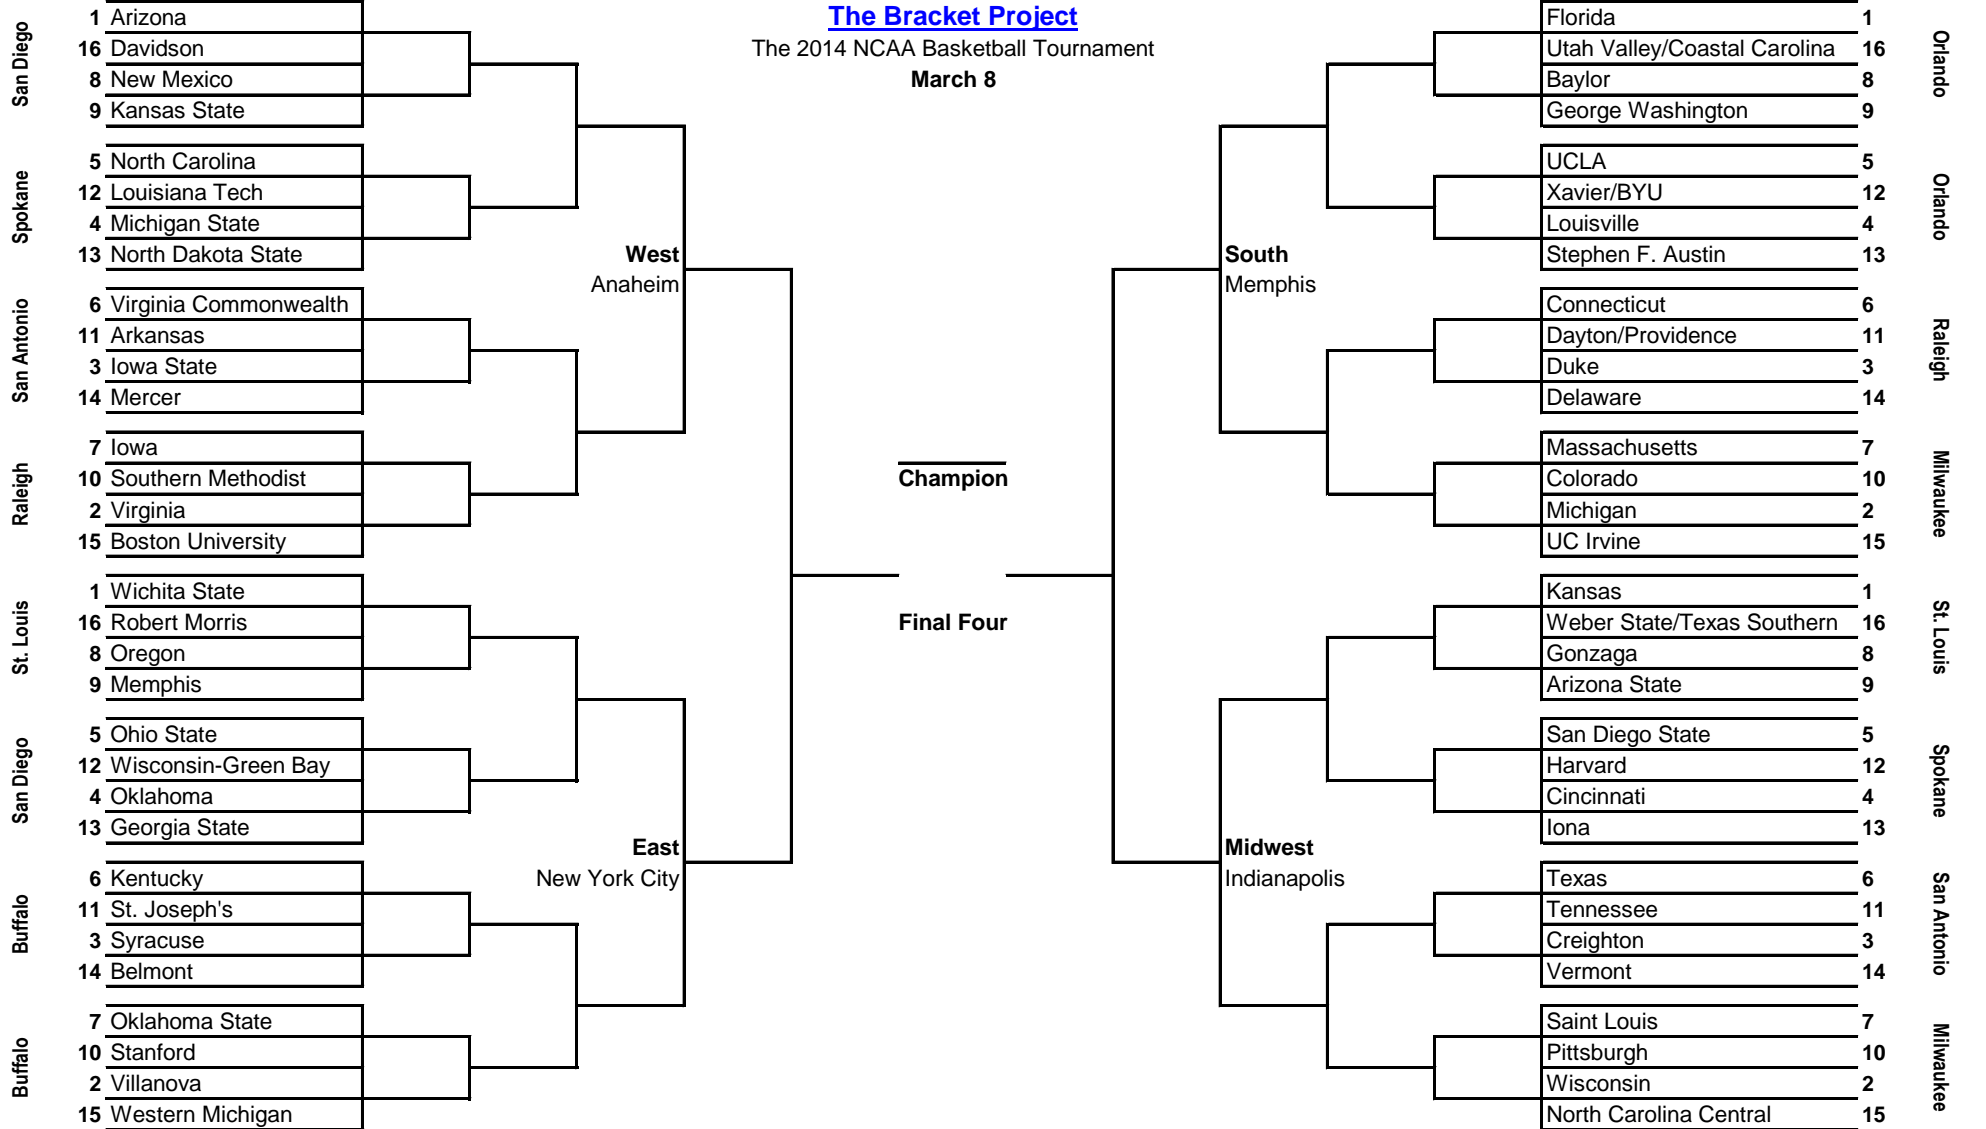 The Bracket Project
The 2014 NCAA Basketball Tournament
March 8
San Diego
1 Arizona
16 Davidson
8 New Mexico
9 Kansas State
Spokane
5 North Carolina
12 Louisiana Tech
4 Michigan State
13 North Dakota State
West
Anaheim
San Antonio
6 Virginia Commonwealth
11 Arkansas
3 Iowa State
14 Mercer
Raleigh
7 Iowa
10 Southern Methodist
2 Virginia
15 Boston University
St. Louis
1 Wichita State
16 Robert Morris
8 Oregon
9 Memphis
San Diego
5 Ohio State
12 Wisconsin-Green Bay
4 Oklahoma
13 Georgia State
East
New York City
Buffalo
6 Kentucky
11 St. Joseph's
3 Syracuse
14 Belmont
Buffalo
7 Oklahoma State
10 Stanford
2 Villanova
15 Western Michigan
Champion
Final Four
Florida 1
Utah Valley/Coastal Carolina 16
Baylor 8
George Washington 9
Orlando
UCLA 5
Xavier/BYU 12
Louisville 4
Stephen F. Austin 13
Orlando
South
Memphis
Connecticut 6
Dayton/Providence 11
Duke 3
Delaware 14
Raleigh
Massachusetts 7
Colorado 10
Michigan 2
UC Irvine 15
Milwaukee
Kansas 1
Weber State/Texas Southern 16
Gonzaga 8
Arizona State 9
St. Louis
San Diego State 5
Harvard 12
Cincinnati 4
Iona 13
Spokane
Midwest
Indianapolis
Texas 6
Tennessee 11
Creighton 3
Vermont 14
San Antonio
Saint Louis 7
Pittsburgh 10
Wisconsin 2
North Carolina Central 15
Milwaukee